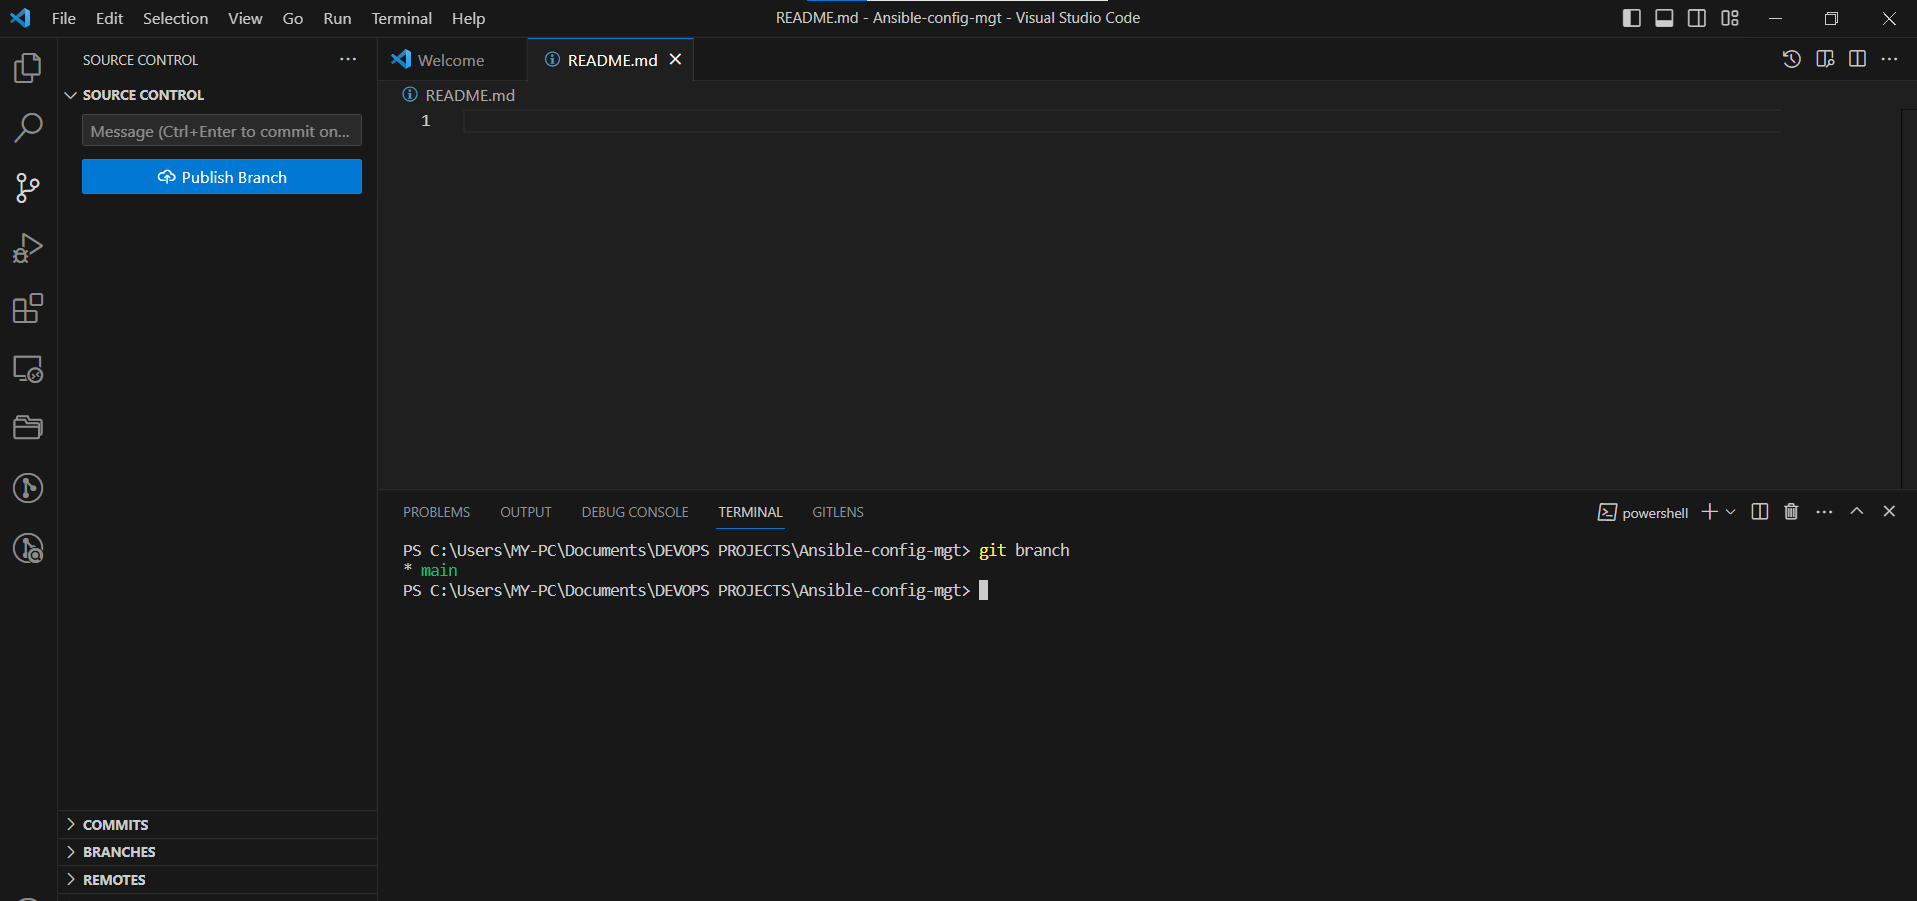 File Edit Selection View Go Run Terminal Help
README.md - Ansible-config-mgt - Visual Studio Code
SOURCE CONTROL
SOURCE CONTROL
Message (Ctrl+Enter to commit on...
Publish Branch
COMMITS
BRANCHES
REMOTES
Welcome
README.md
README.md
1
PROBLEMS OUTPUT DEBUG CONSOLE TERMINAL GITLENS
powershell
PS C:\Users\MY-PC\Documents\DEVOPS PROJECTS\Ansible-config-mgt> git branch
* main
PS C:\Users\MY-PC\Documents\DEVOPS PROJECTS\Ansible-config-mgt>